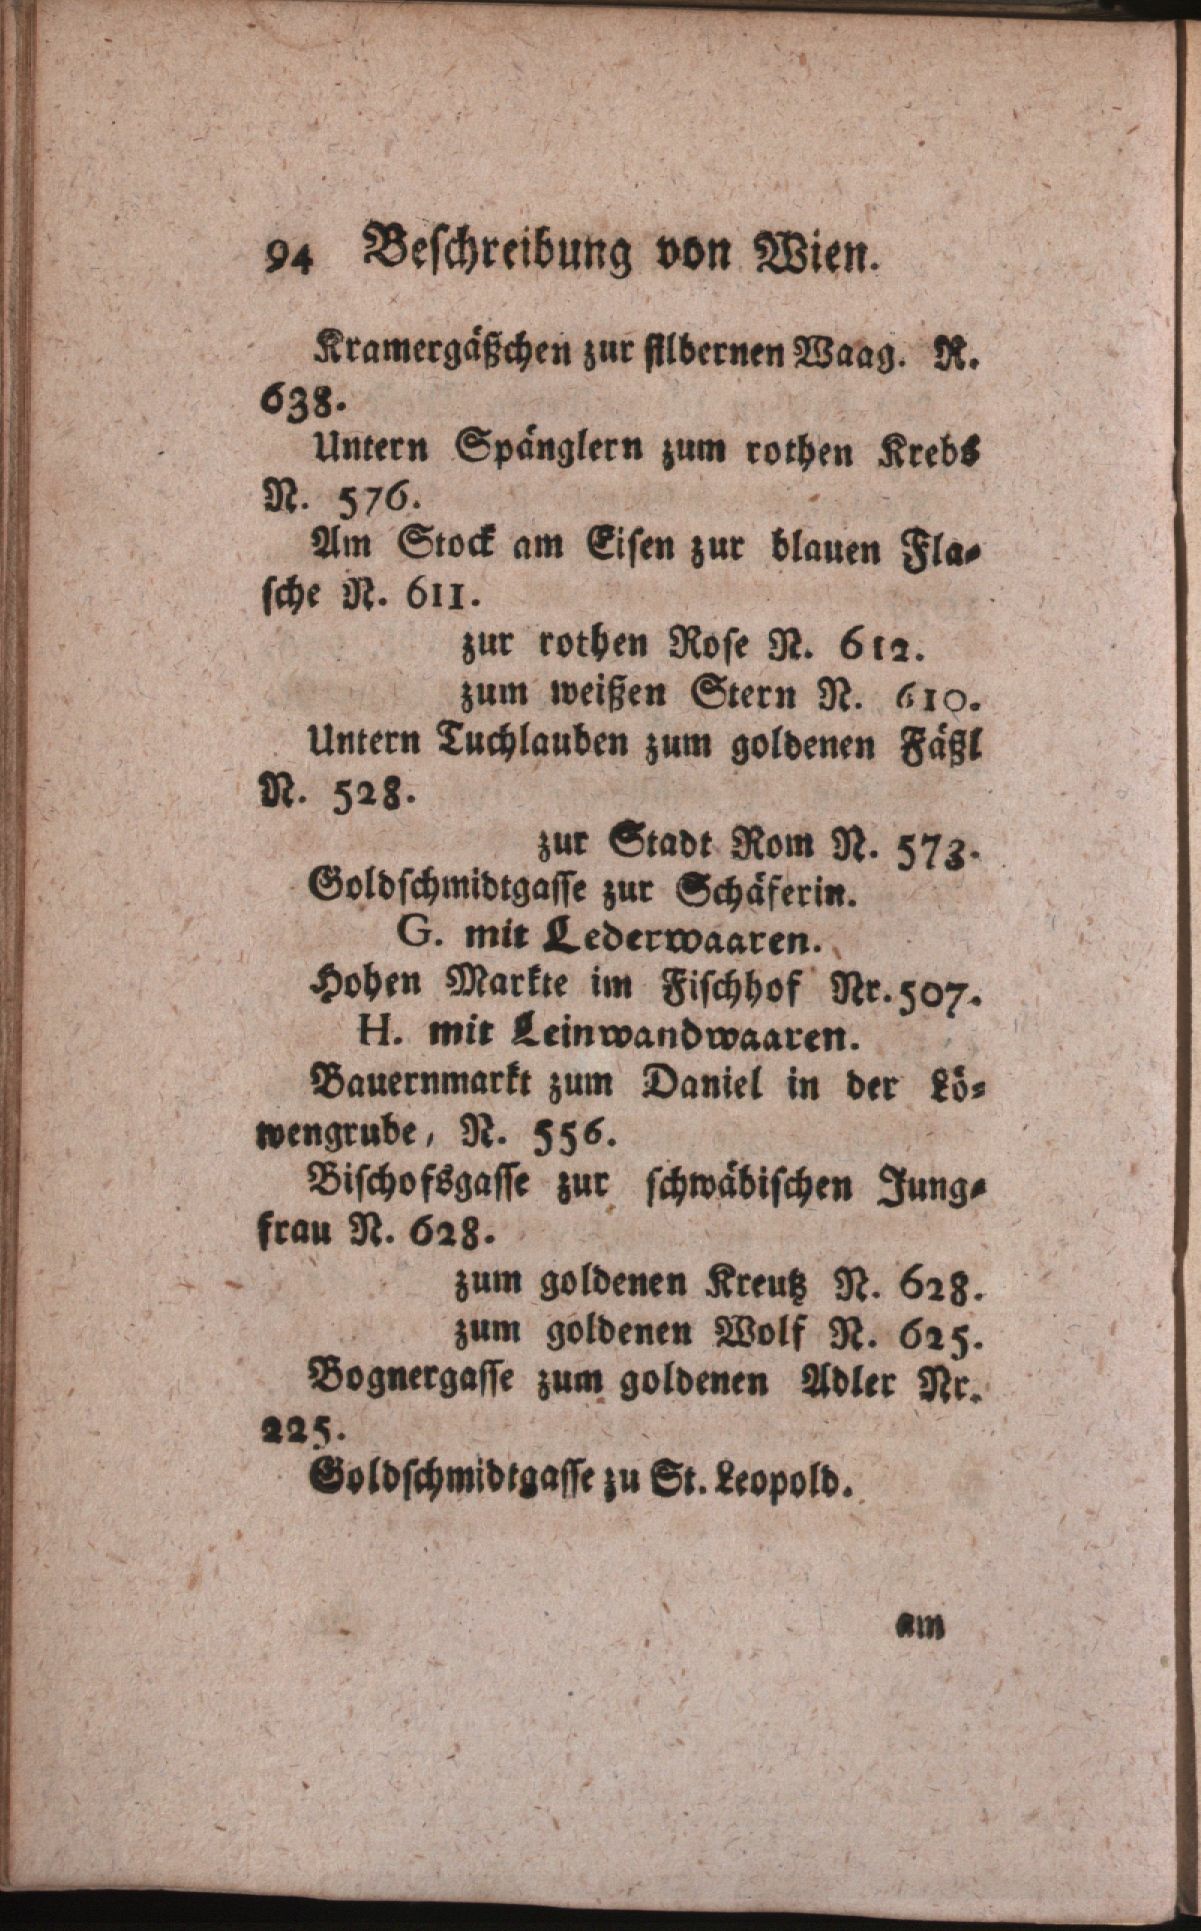 94 Beschreibung von Wien.
Kramergäßchen zur silbernen Waag. N.
638.
Untern Spänglern zum rothen Krebs
N. 576.
Am Stock am Eisen zur blauen Fla-
sche N. 611.
zur rothen Rose N. 612.
zum weißen Stern N. 610.
Untern Tuchlauben zum goldenen Fäßl
N. 528.
zur Stadt Rom N. 573.
Goldschmidtgasse zur Schäferin.
G. mit Lederwaaren.
Hohen Markte im Fischhof Nr. 507.
H. mit Leinwandwaaren.
Bauernmarkt zum Daniel in der Lö-
wengrube, N. 556.
Bischofsgasse zur schwäbischen Jung-
frau N. 628.
zum goldenen Kreutz N. 628.
zum goldenen Wolf N. 625.
Bognergasse zum goldenen Adler Nr.
225.
Goldschmidtgasse zu St. Leopold.
am